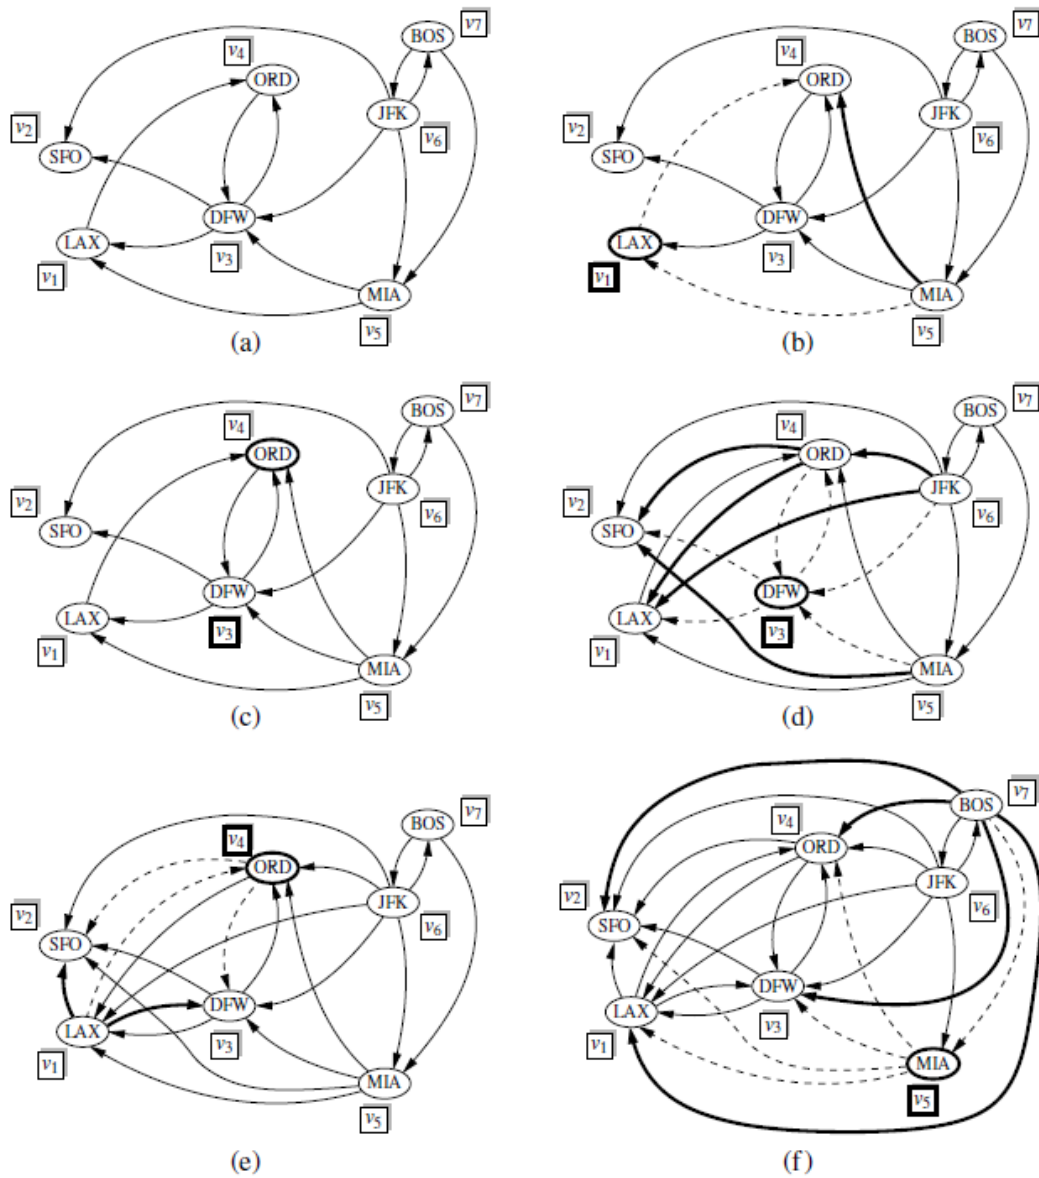 BOS v7
v4
ORD
JFK
v2 v6
SFO
DFW
LAX
v3
v1 MIA
v5
(a)
BOS v7
v4
ORD
JFK
v2 v6
SFO
DFW
LAX
v3
v1 MIA
v5
(b)
BOS v7
v4
ORD
JFK
v2 v6
SFO
DFW
LAX
v3
v1 MIA
v5
(c)
BOS v7
v4
ORD
JFK
v2 v6
SFO
DFW
LAX
v3
v1 MIA
v5
(d)
BOS v7
v4
ORD
JFK
v2 v6
SFO
DFW
LAX
v3
v1 MIA
v5
(e)
BOS v7
v4
ORD
JFK
v2 v6
SFO
DFW
LAX
v3
v1 MIA
v5
(f)